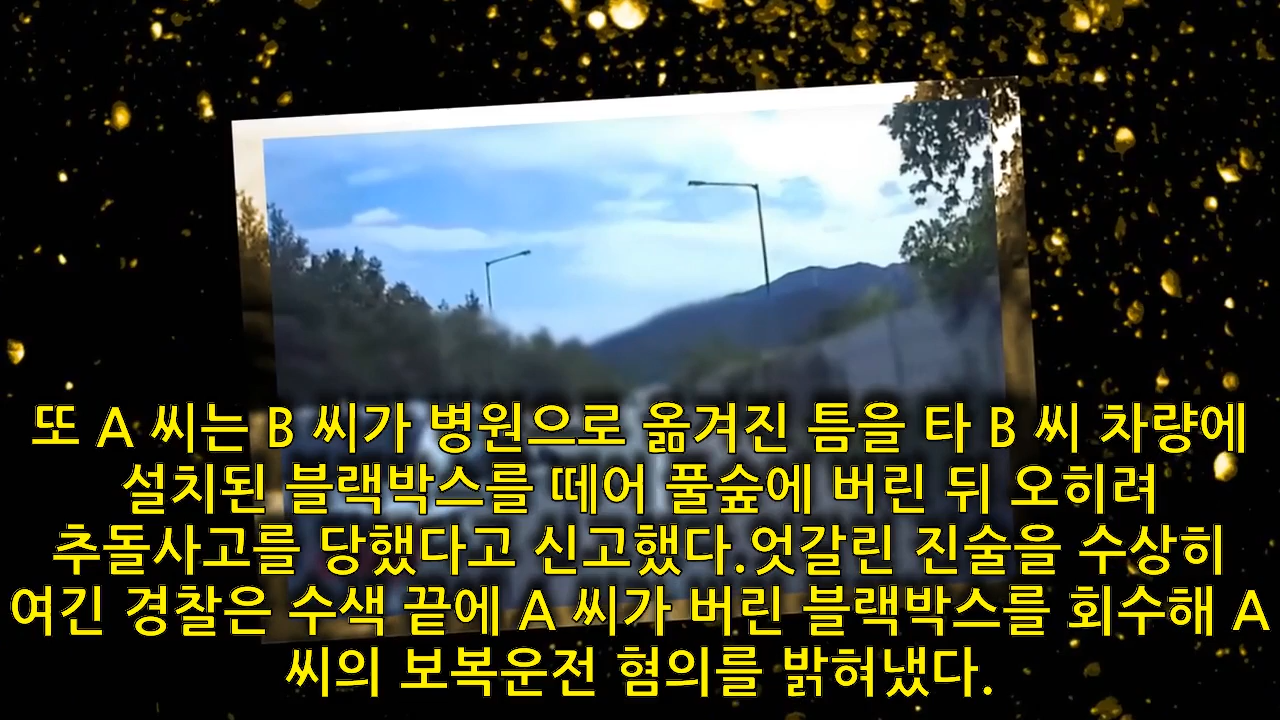 또 A 씨는 B 씨가 병원으로 옮겨진 틈을 타 B 씨 차량에
설치된 블랙박스를 떼어 풀숲에 버린 뒤 오히려
추돌사고를 당했다고 신고했다.엇갈린 진술을 수상히
여긴 경찰은 수색 끝에 A 씨가 버린 블랙박스를 회수해 A
씨의 보복운전 혐의를 밝혀냈다.